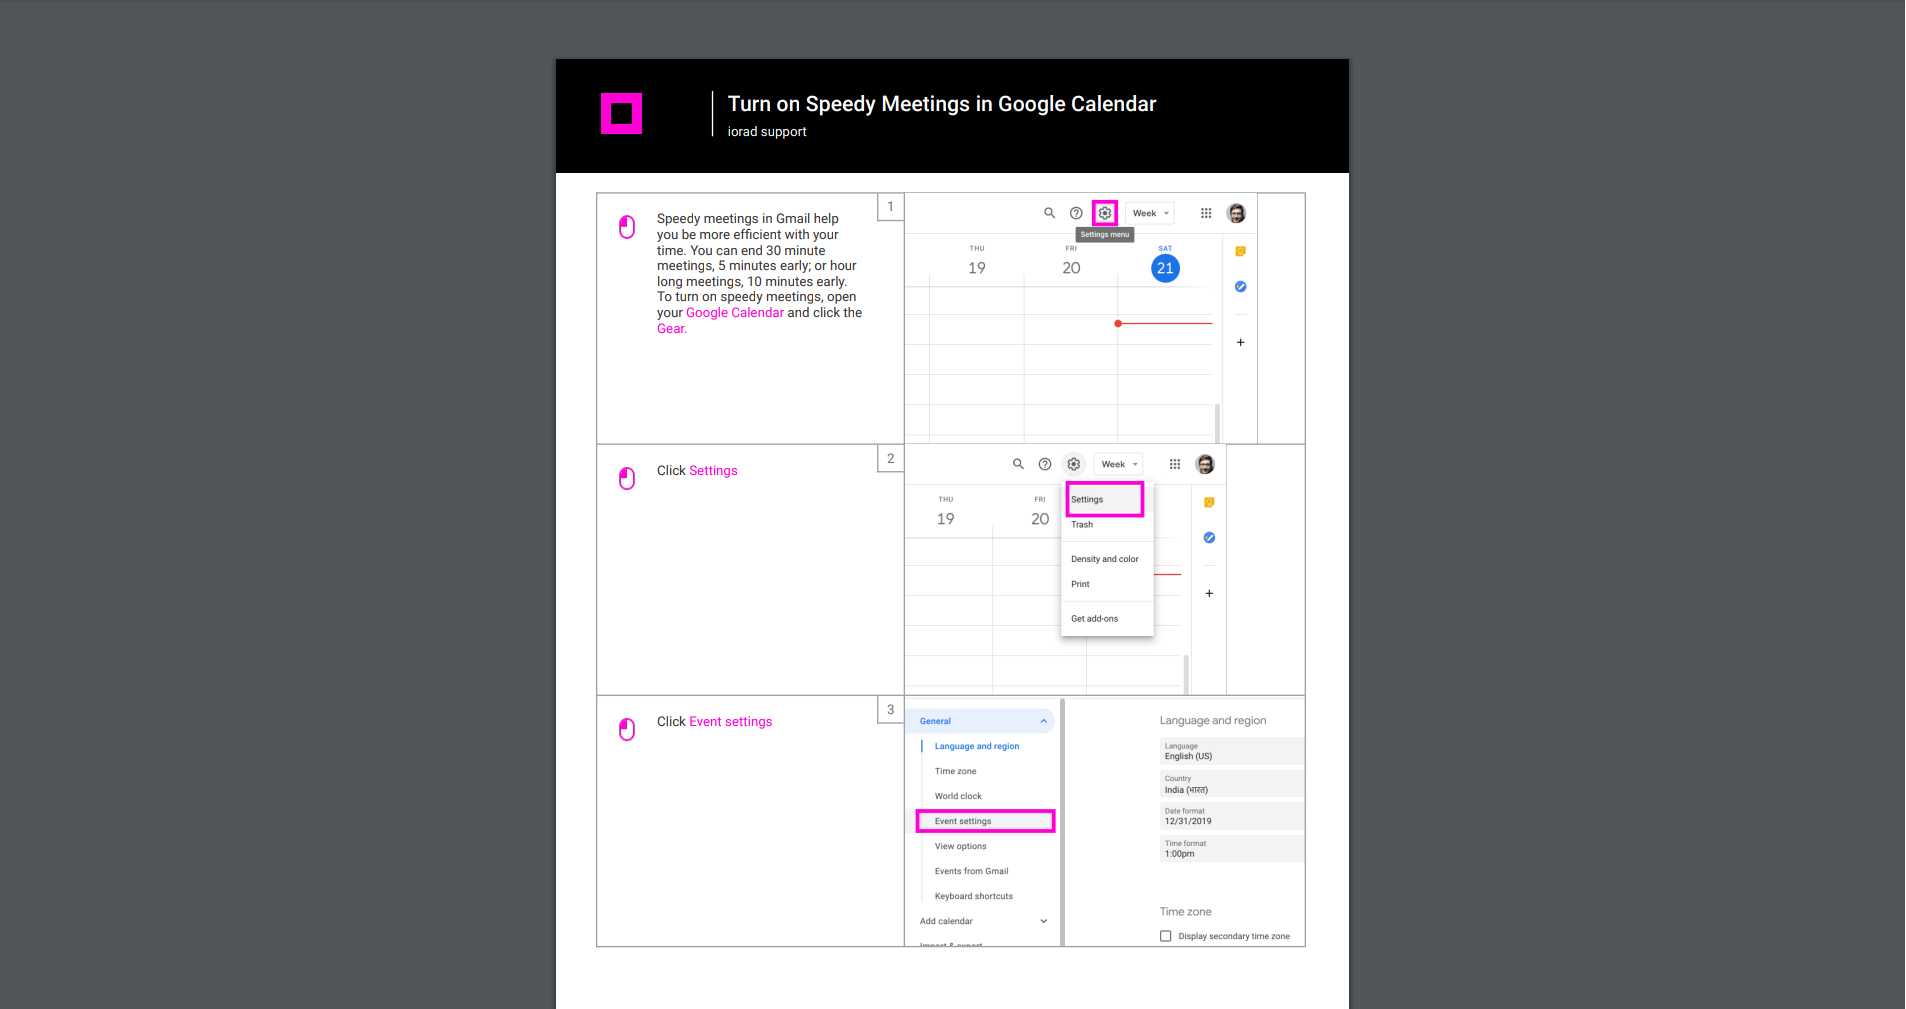 Turn on Speedy Meetings in Google Calendar
iorad support
1
Speedy meetings in Gmail help
you be more efficient with your
time. You can end 30 minute
meetings, 5 minutes early; or hour
long meetings, 10 minutes early.
To turn on speedy meetings, open
your Google Calendar and click the
Gear.
Week
Settings menu
THU FRI SAT
19 20 21
2
Click Settings
Week
THU FRI
19 20
Settings
Trash
Density and color
Print
Get add-ons
3
Click Event settings
General
Language and region
Time zone
World clock
Event settings
View options
Events from Gmail
Keyboard shortcuts
Add calendar
Import & export
Language and region
Language
English (US)
Country
India (भारत)
Date format
12/31/2019
Time format
1:00pm
Time zone
Display secondary time zone